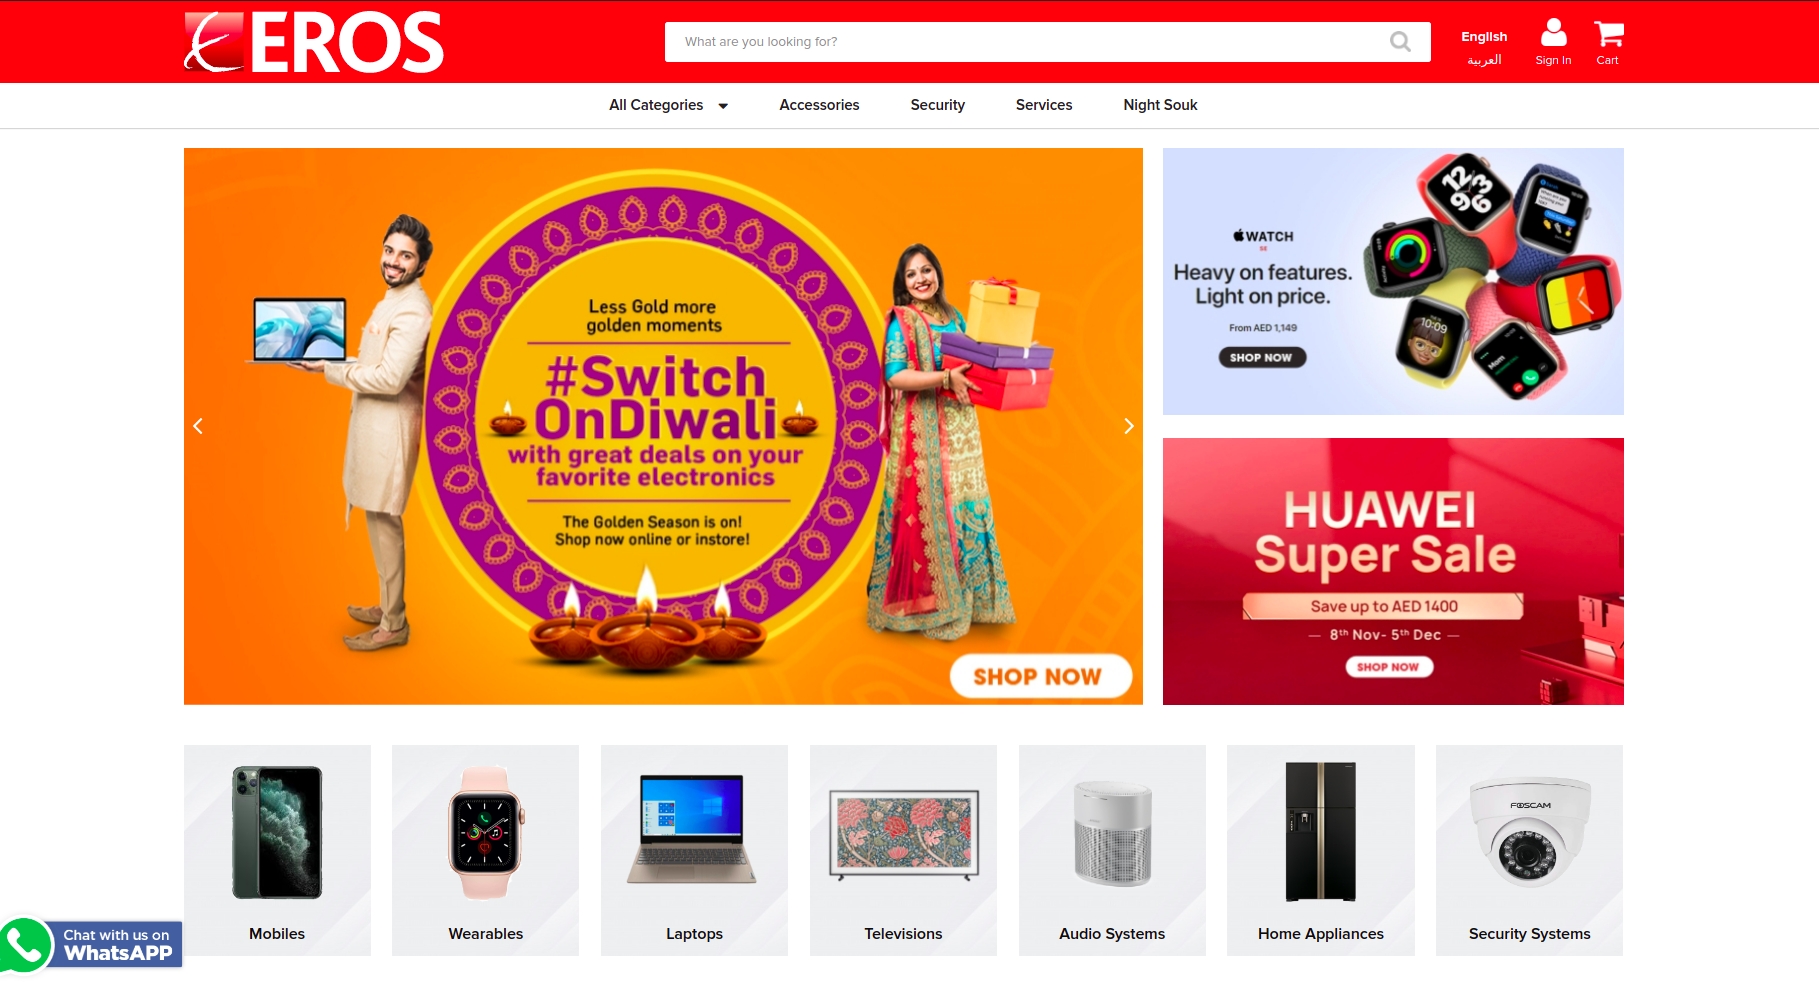 EROS
What are you looking for?
English
العربية
Sign In
Cart
All Categories
Accessories
Security
Services
Night Souk
Less Gold more
golden moments
#Switch
OnDiwali
with great deals on your
favorite electronics
The Golden Season is on!
Shop now online or instore!
SHOP NOW
WATCH
SE
Heavy on features.
Light on price.
From AED 1,149
SHOP NOW
10:09
Mom
HUAWEI
Super Sale
Save up to AED 1400
8th Nov- 5th Dec
SHOP NOW
FOSCAM
Mobiles
Wearables
Laptops
Televisions
Audio Systems
Home Appliances
Security Systems
Chat with us on
WhatsAPP